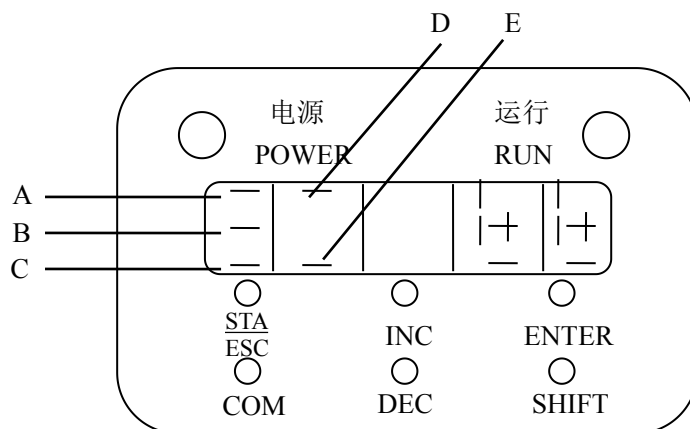 D E
电源 运行
POWER RUN
A
B
C
STA
ESC
INC ENTER
COM DEC SHIFT